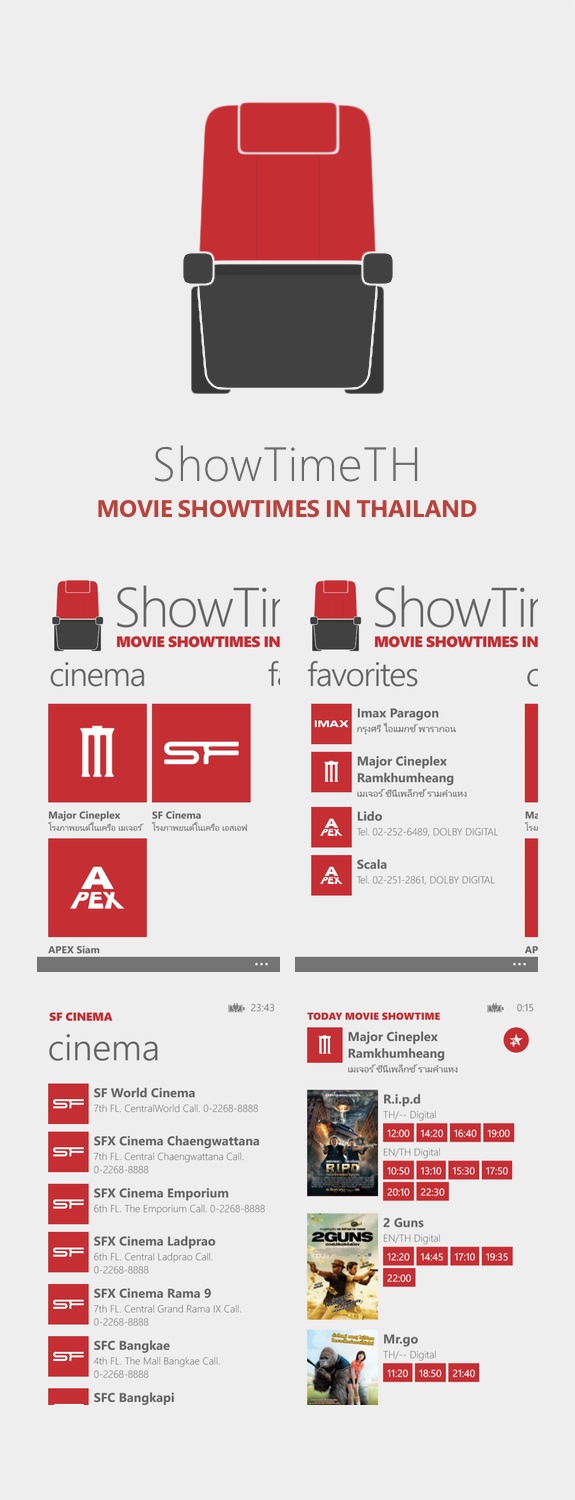 ShowTimeTH
MOVIE SHOWTIMES IN THAILAND
ShowTi
MOVIE SHOWTIMES IN
cinema
Major Cineplex
โรงภาพยนต์ในเครือ เมเจอร์
SF
SF Cinema
โรงภาพยนต์ในเครือ เอสเอฟ
APEX
APEX Siam
ShowTi
MOVIE SHOWTIMES IN
favorites
IMAX
Imax Paragon
กรุงศรี ไอแมกซ์ พารากอน
Major Cineplex
Ramkhumheang
เมเจอร์ ซีนีเพล็กซ์ รามคำแหง
APEX
Lido
Tel. 02-252-6489, DOLBY DIGITAL
APEX
Scala
Tel. 02-251-2861, DOLBY DIGITAL
Ma
AP
23:43
SF CINEMA
cinema
SF
SF World Cinema
7th FL. CentralWorld Call. 0-2268-8888
SF
SFX Cinema Chaengwattana
7th FL. Central Chaengwattana Call.
0-2268-8888
SF
SFX Cinema Emporium
6th FL. The Emporium Call. 0-2268-8888
SF
SFX Cinema Ladprao
6th FL. Central Ladprao Call.
0-2268-8888
SF
SFX Cinema Rama 9
7th FL. Central Grand Rama IX Call.
0-2268-8888
SF
SFC Bangkae
4th FL. The Mall Bangkae Call.
0-2268-8888
SFC Bangkapi
0:15
TODAY MOVIE SHOWTIME
Major Cineplex
Ramkhumheang
เมเจอร์ ซีนีเพล็กซ์ รามคำแหง
R.I.P.D
R.i.p.d
TH/-- Digital
12:00 14:20 16:40 19:00
EN/TH Digital
10:50 13:10 15:30 17:50
20:10 22:30
2GUNS
2 Guns
EN/TH Digital
12:20 14:45 17:10 19:35
22:00
Mr.go
TH/-- Digital
11:20 18:50 21:40